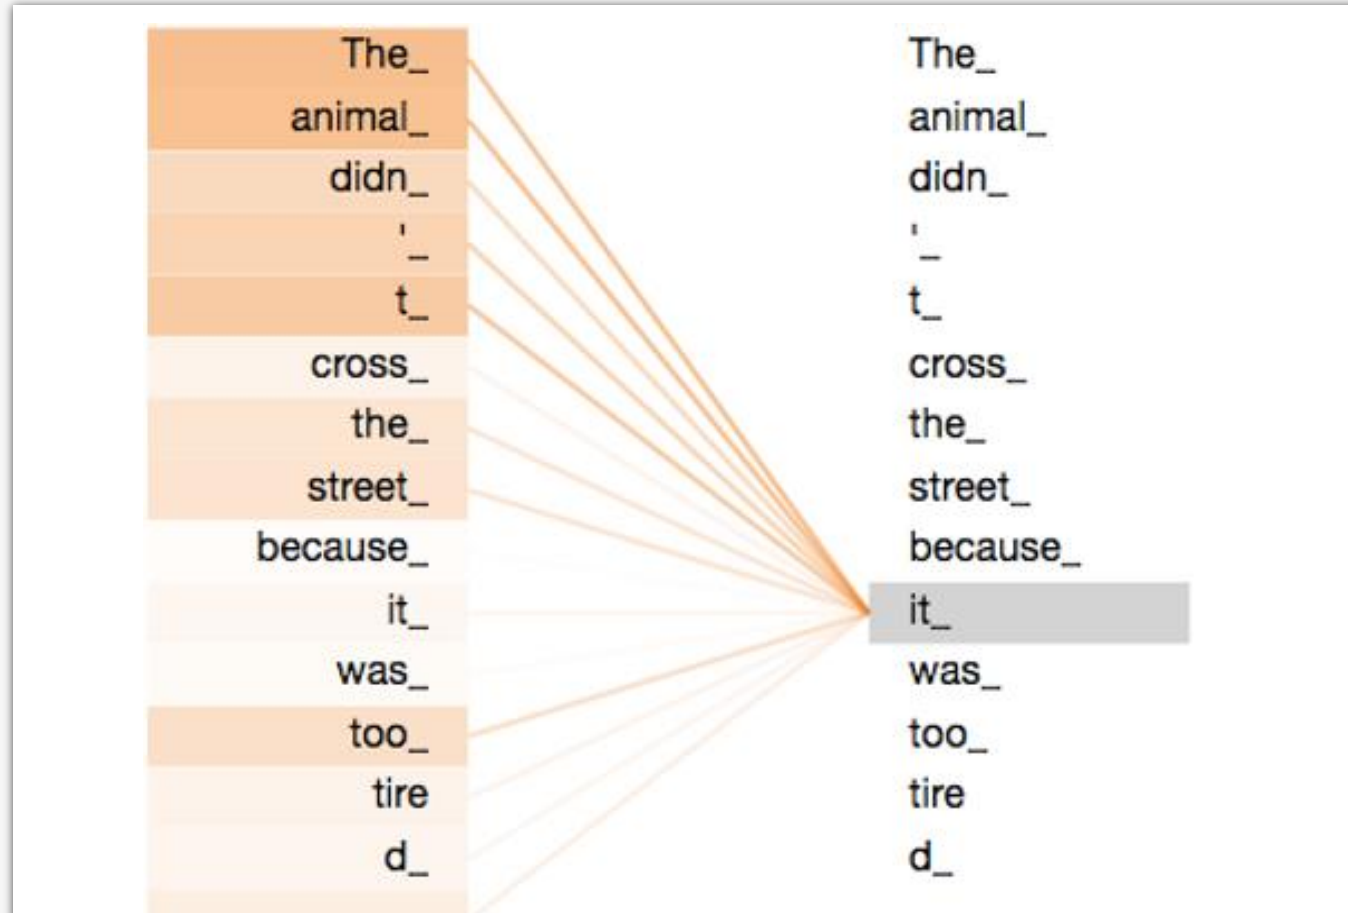 The_ The_
animal_ animal_
didn_ didn_
'_ '_
t_ t_
cross_ cross_
the_ the_
street_ street_
because_ because_
it_ it_
was_ was_
too_ too_
tire tire
d_ d_